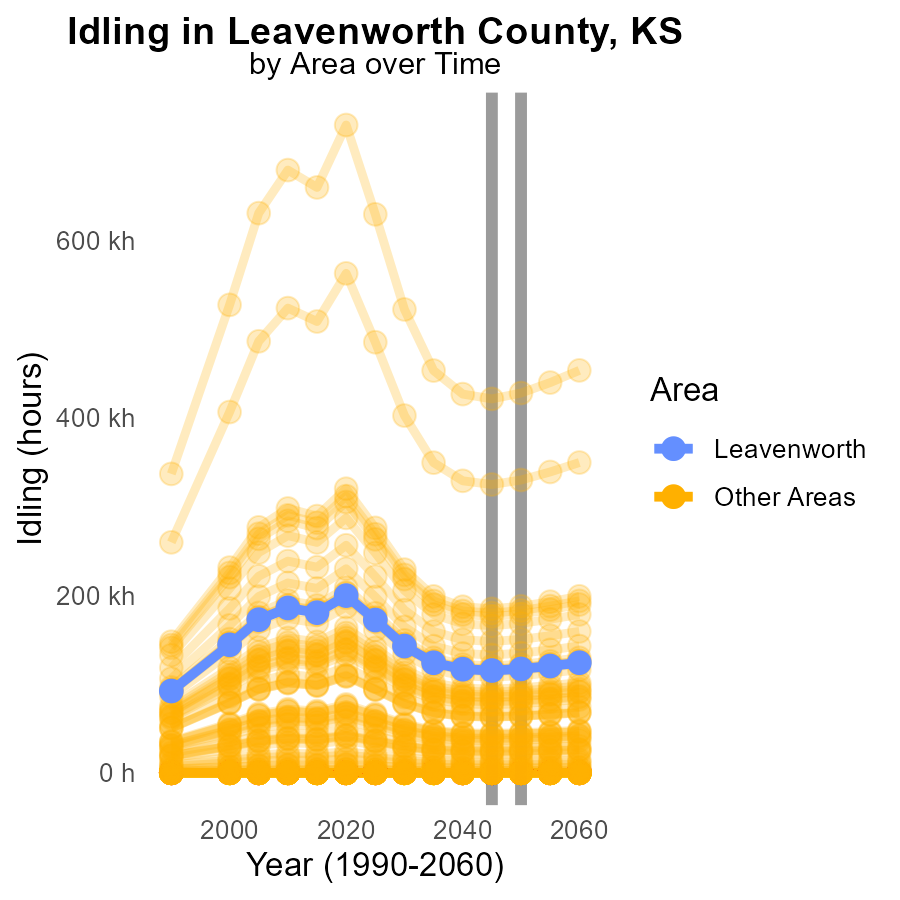 Idling in Leavenworth County, KS
by Area over Time
Idling (hours)
600 kh
400 kh
200 kh
0 h
2000 2020 2040 2060
Year (1990-2060)
Area
Leavenworth
Other Areas